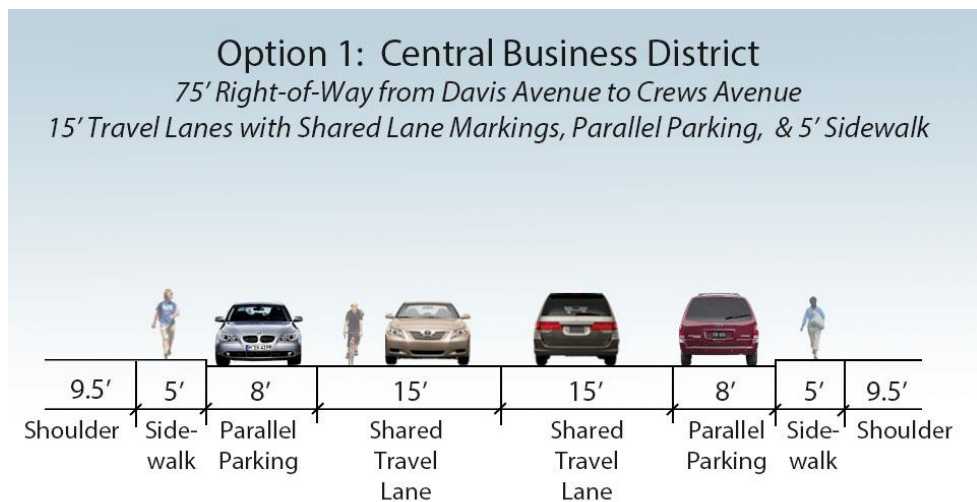 Option 1: Central Business District
75’ Right-of-Way from Davis Avenue to Crews Avenue
15’ Travel Lanes with Shared Lane Markings, Parallel Parking, & 5’ Sidewalk
9.5’ 5’ 8’ 15’ 15’ 8’ 5’ 9.5’
Shoulder Side- Parallel Shared Shared Parallel Side- Shoulder
walk Parking Travel Travel Parking walk
Lane Lane